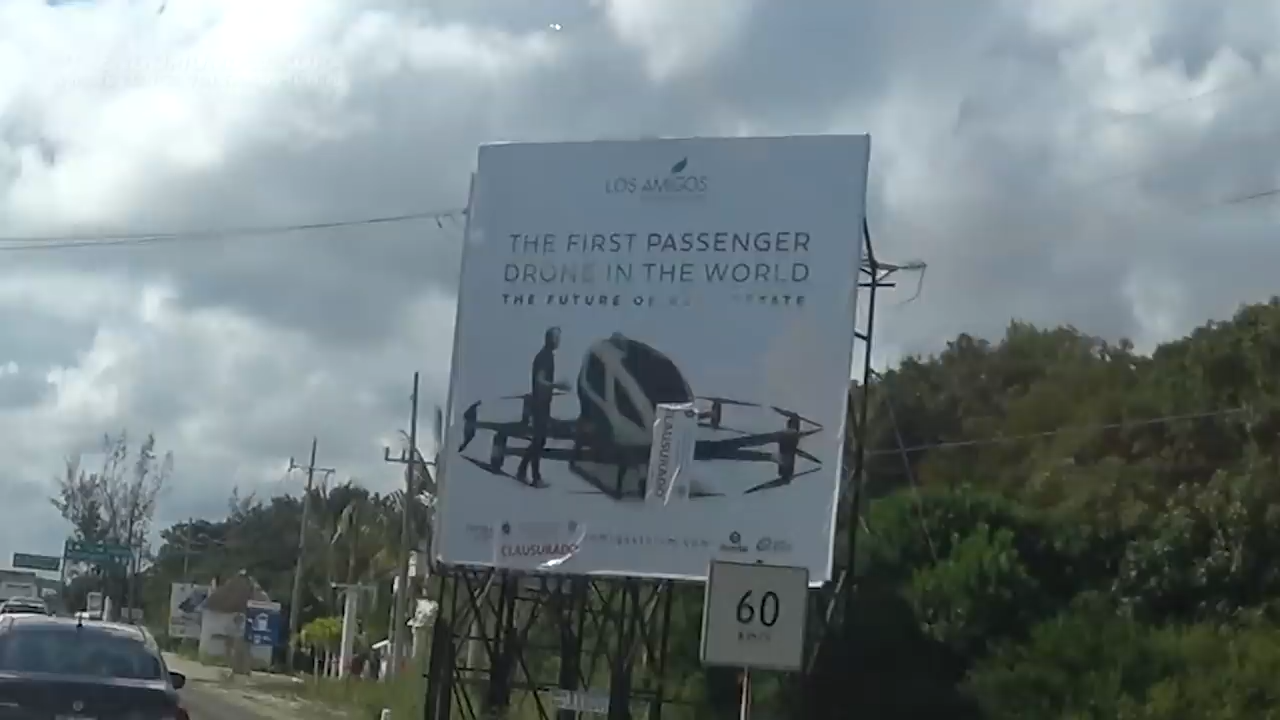 LOS AMIGOS
THE FIRST PASSENGER
DRONE IN THE WORLD
THE FUTURE OF
CLAUSURADO
CLAUSURADO
60